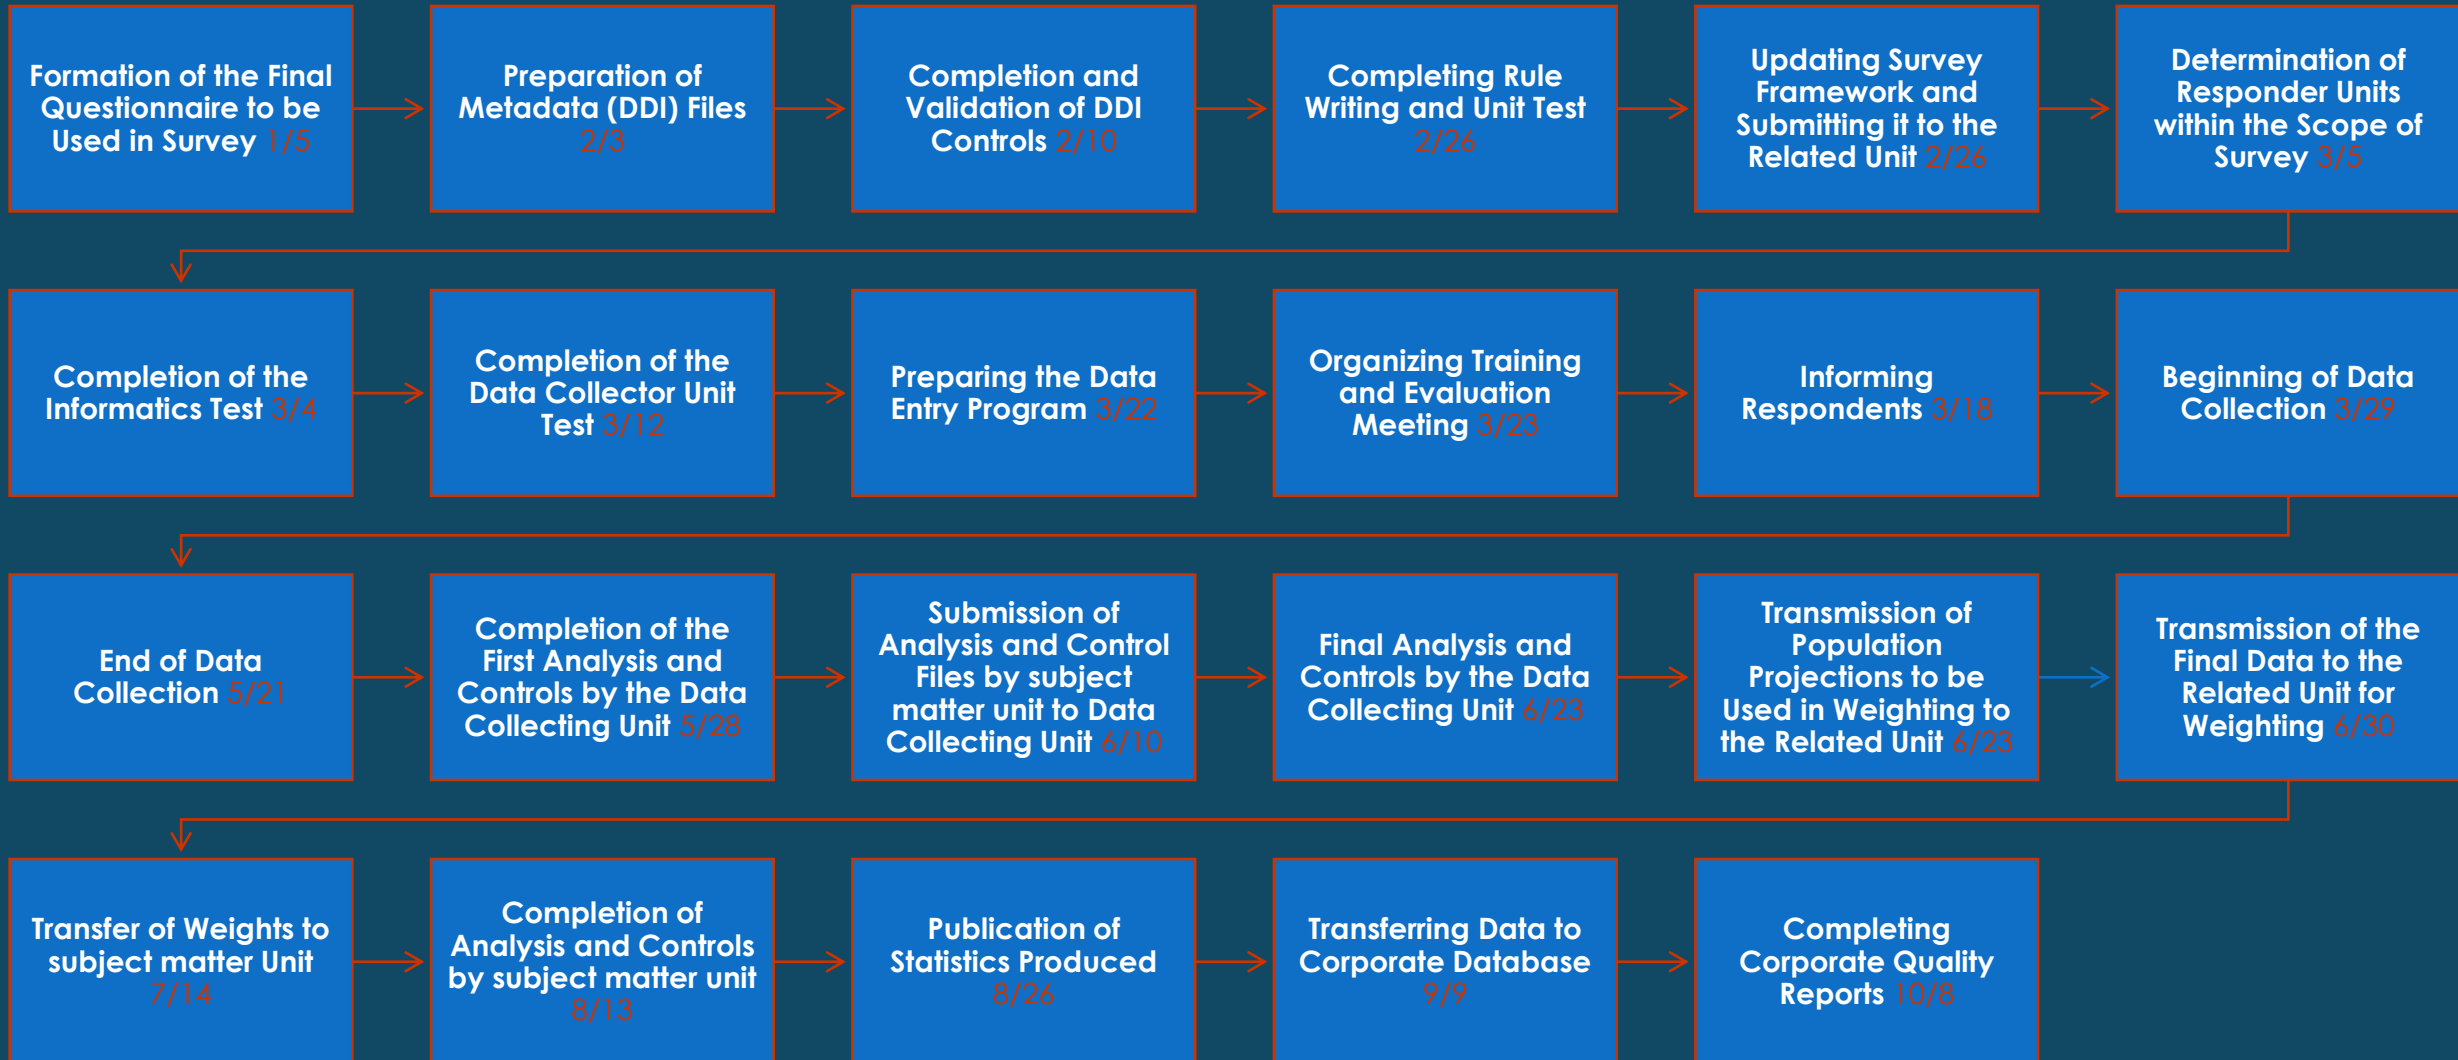 Formation of the Final
Questionnaire to be
Used in Survey 1/5
Preparation of
Metadata (DDI) Files
2/3
Completion and
Validation of DDI
Controls 2/10
Completing Rule
Writing and Unit Test
2/26
Updating Survey
Framework and
Submitting it to the
Related Unit 2/26
Determination of
Responder Units
within the Scope of
Survey 3/5
Completion of the
Informatics Test 3/4
Completion of the
Data Collector Unit
Test 3/12
Preparing the Data
Entry Program 3/22
Organizing Training
and Evaluation
Meeting 3/23
Informing
Respondents 3/18
Beginning of Data
Collection 3/29
End of Data
Collection 5/21
Completion of the
First Analysis and
Controls by the Data
Collecting Unit 5/28
Submission of
Analysis and Control
Files by subject
matter unit to Data
Collecting Unit 6/10
Final Analysis and
Controls by the Data
Collecting Unit 6/23
Transmission of
Population
Projections to be
Used in Weighting to
the Related Unit 6/23
Transmission of the
Final Data to the
Related Unit for
Weighting 6/30
Transfer of Weights to
subject matter Unit
7/14
Completion of
Analysis and Controls
by subject matter unit
8/13
Publication of
Statistics Produced
8/26
Transferring Data to
Corporate Database
9/9
Completing
Corporate Quality
Reports 10/8